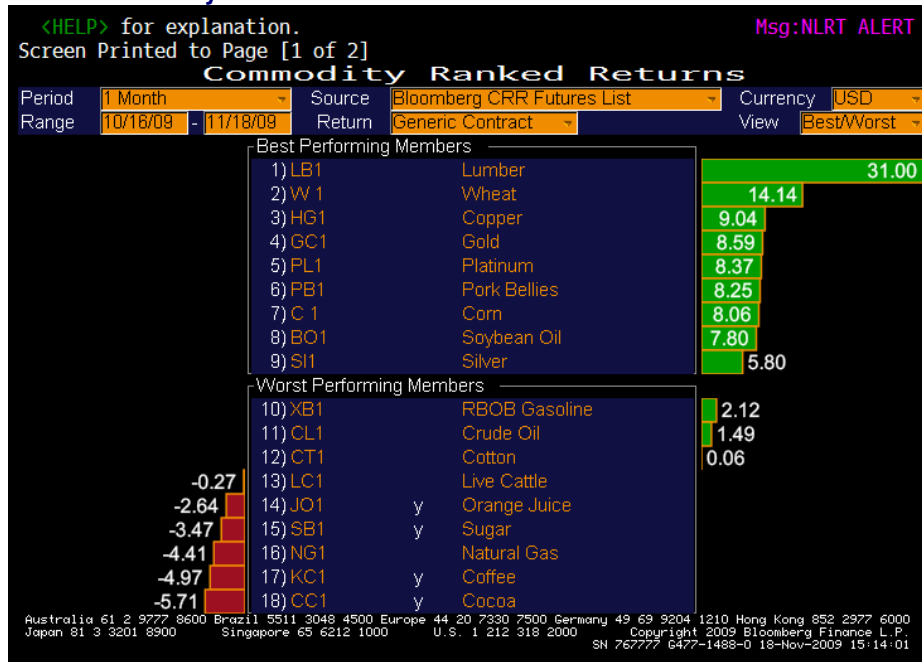 <HELP> for explanation. Msg:NLRT ALERT
Screen Printed to Page [1 of 2]
Commodity Ranked Returns
Period 1 Month Source Bloomberg CRR Futures List Currency USD
Range 10/16/09 - 11/18/09 Return Generic Contract View Best/Worst
Best Performing Members
1) LB1 Lumber 31.00
2) W 1 Wheat 14.14
3) HG1 Copper 9.04
4) GC1 Gold 8.59
5) PL1 Platinum 8.37
6) PB1 Pork Bellies 8.25
7) C 1 Corn 8.06
8) BO1 Soybean Oil 7.80
9) SI1 Silver 5.80
Worst Performing Members
10) XB1 RBOB Gasoline 2.12
11) CL1 Crude Oil 1.49
12) CT1 Cotton 0.06
-0.27 13) LC1 Live Cattle
-2.64 14) JO1 y Orange Juice
-3.47 15) SB1 y Sugar
-4.41 16) NG1 Natural Gas
-4.97 17) KC1 y Coffee
-5.71 18) CC1 y Cocoa
Australia 61 2 9777 8600 Brazil 5511 3048 4500 Europe 44 20 7330 7500 Germany 49 69 9204 1210 Hong Kong 852 2977 6000
Japan 81 3 3201 8900 Singapore 65 6212 1000 U.S. 1 212 318 2000 Copyright 2009 Bloomberg Finance L.P.
SN 767777 G477-1488-0 18-Nov-2009 15:14:01